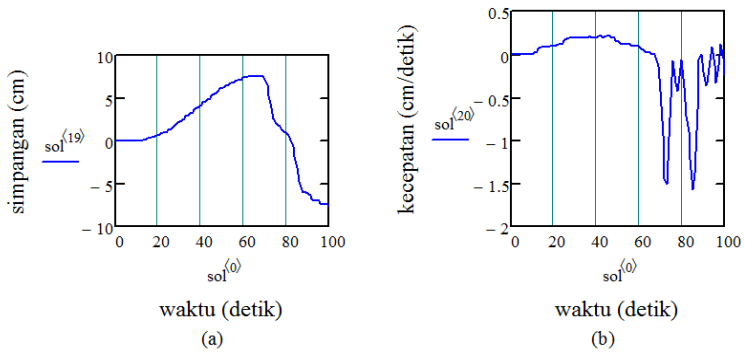 (a)
simpangan (cm)
sol⟨19⟩
10
5
0
− 5
− 10
0 20 40 60 80 100
sol⟨0⟩
waktu (detik)
(b)
kecepatan (cm/detik)
sol⟨20⟩
0.5
0
− 0.5
− 1
− 1.5
− 2
0 20 40 60 80 100
sol⟨0⟩
waktu (detik)